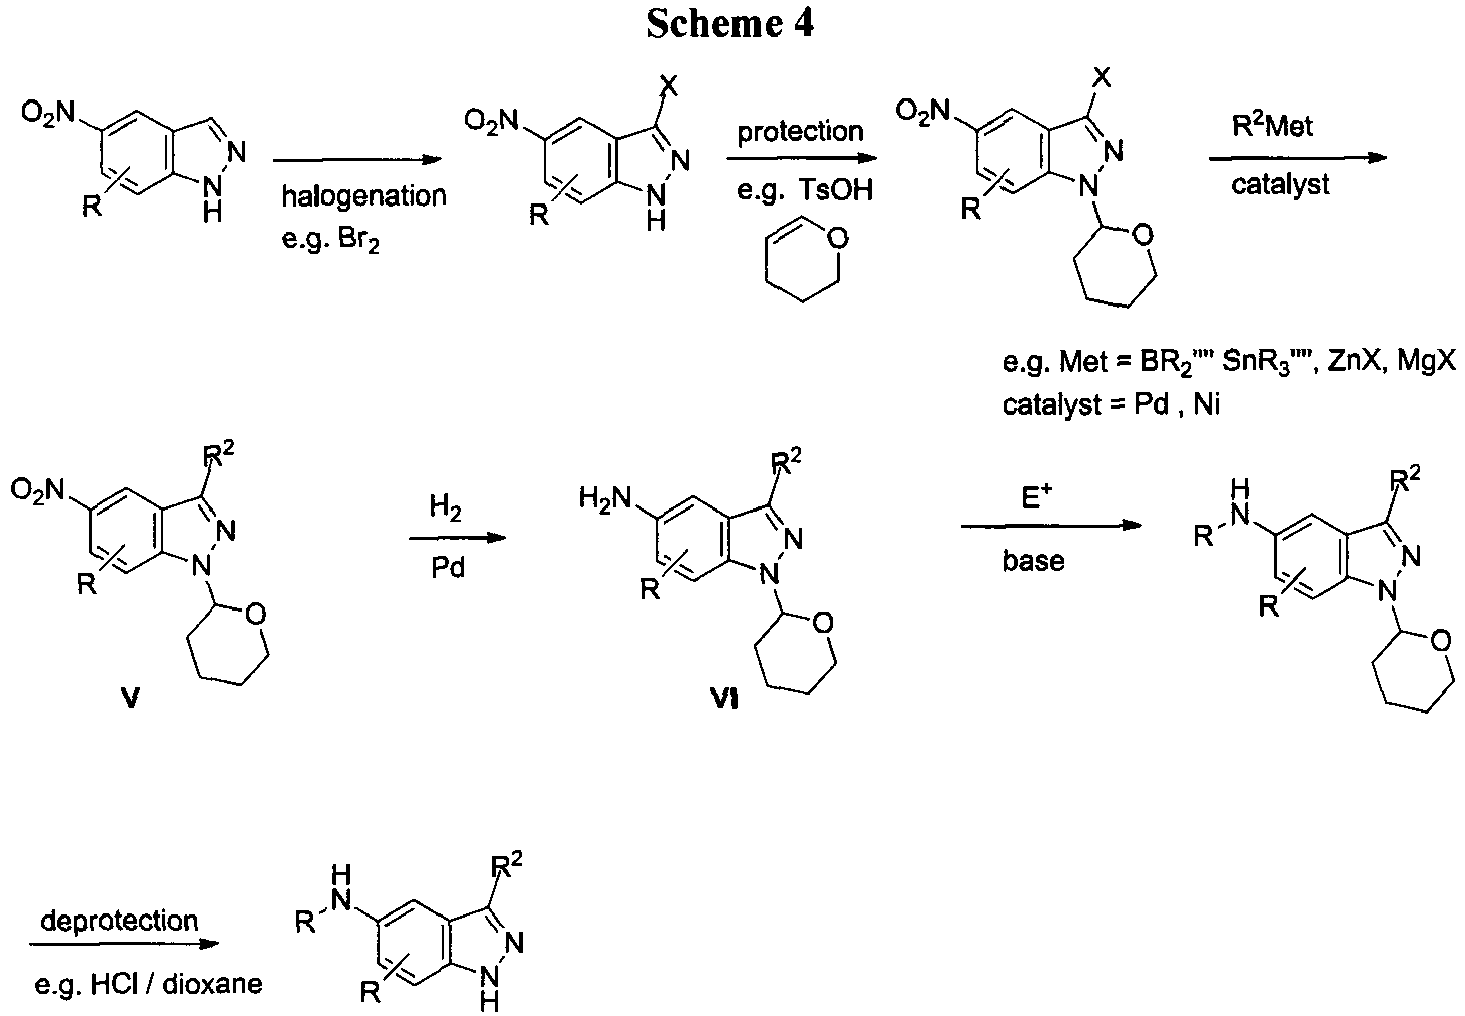 Scheme 4
O₂N R N N H
halogenation
e.g. Br₂
O₂N X R N N H
protection
e.g. TsOH
O
O₂N X R N N O
R²Met
catalyst
e.g. Met = BR₂"" SnR₃"", ZnX, MgX
catalyst = Pd , Ni
O₂N R² R N N O
V
H₂
Pd
H₂N R² R N N O
VI
E⁺
base
H N R R² R N N O
deprotection
e.g. HCl / dioxane
H N R R² R N N H